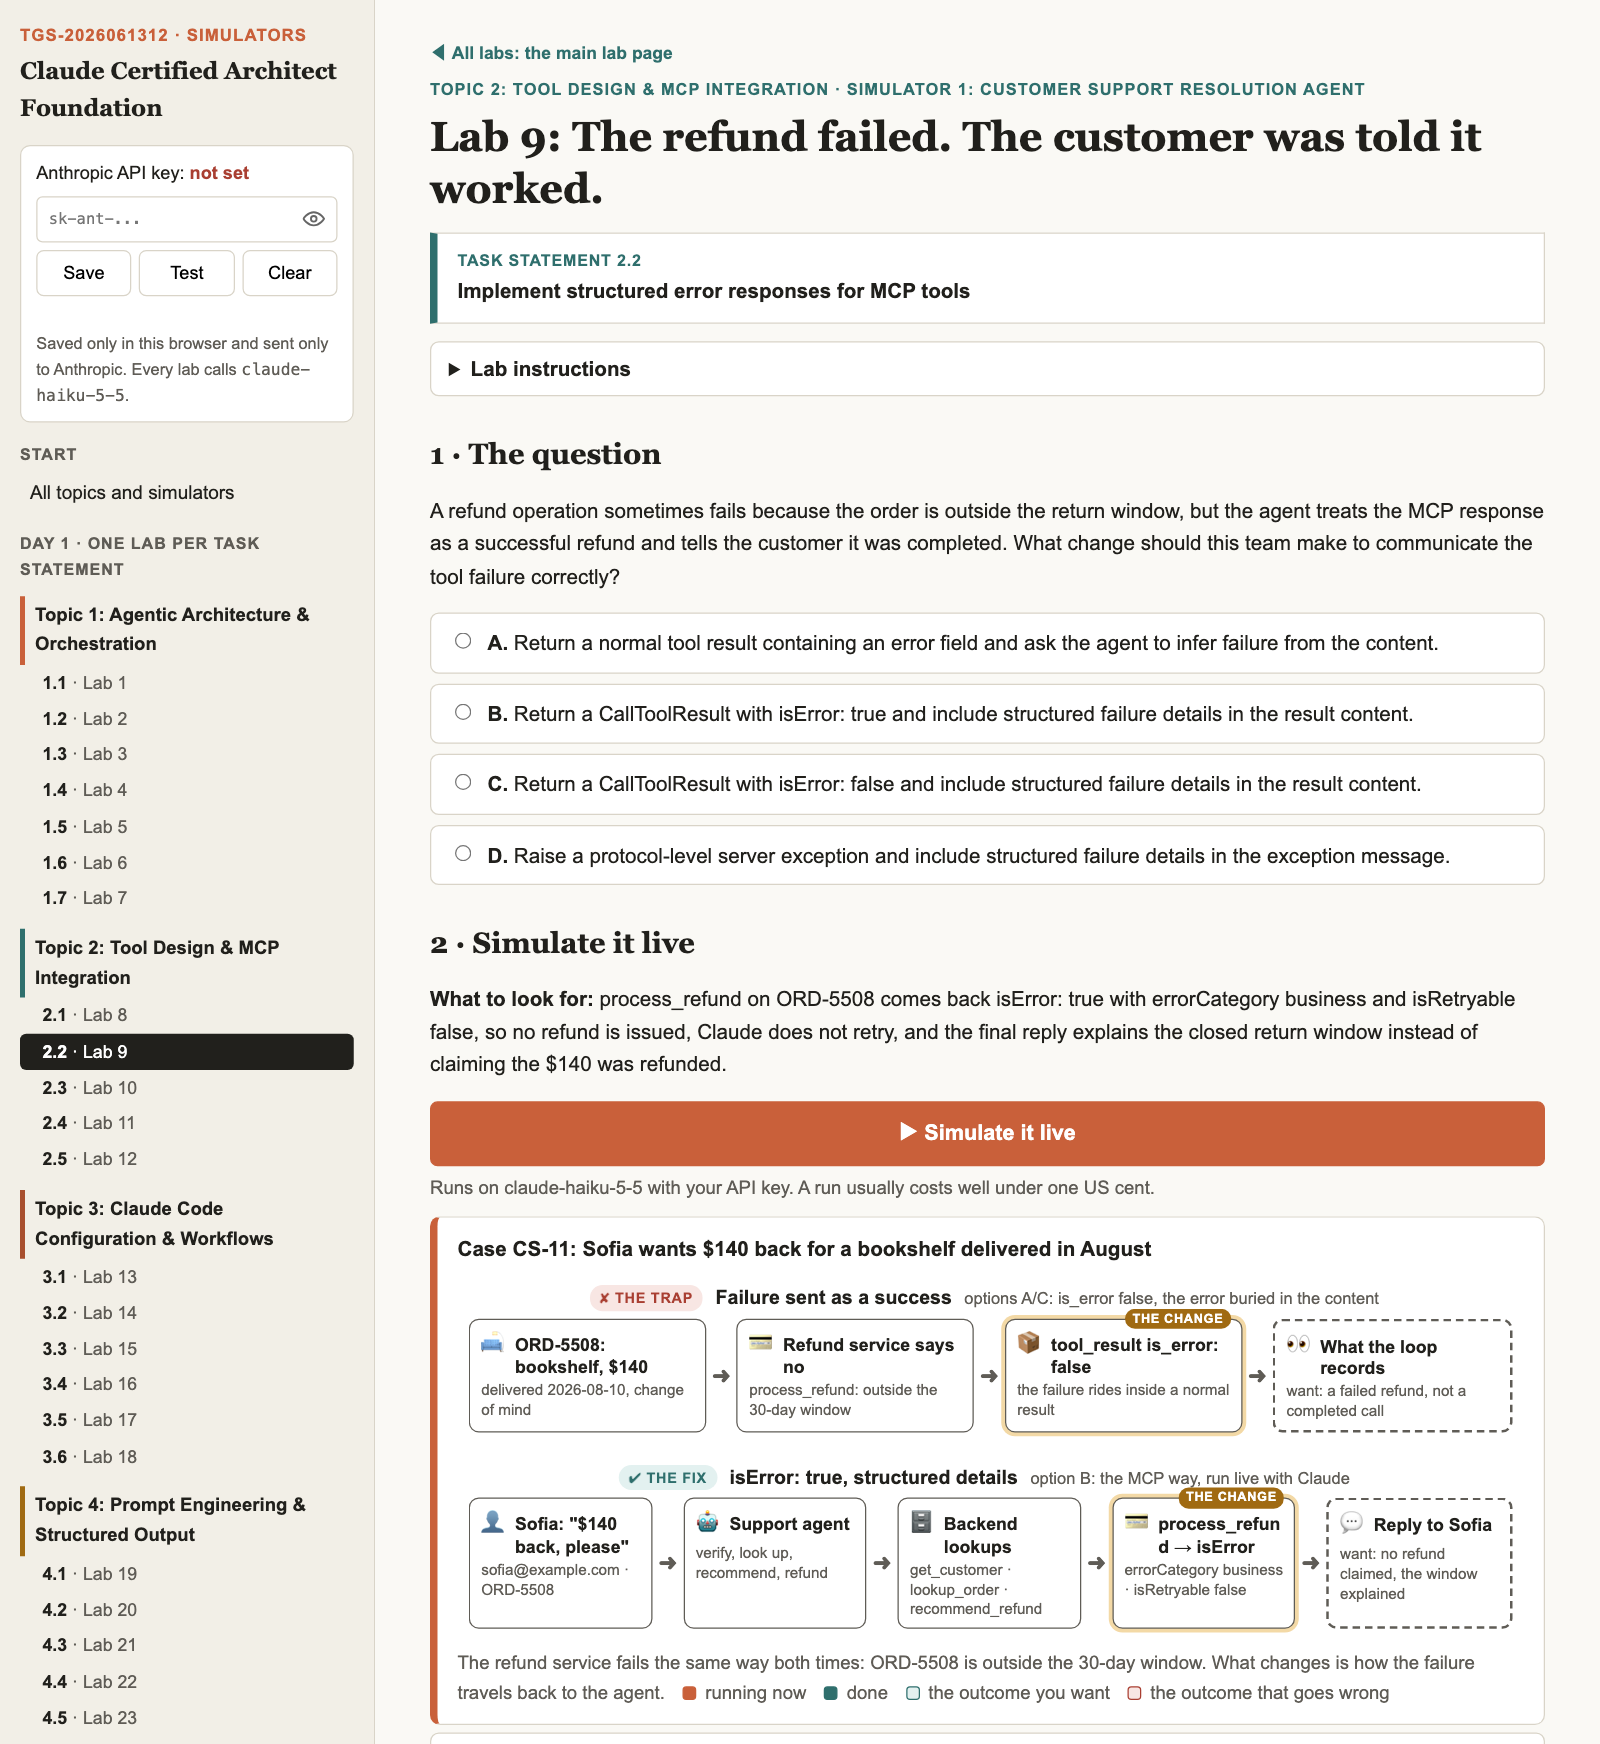 TGS-2026061312 · SIMULATORS
Claude Certified Architect
Foundation
Anthropic API key: not set
sk-ant-...
Save
Test
Clear
Saved only in this browser and sent only
to Anthropic. Every lab calls claude-
haiku-5-5.
START
All topics and simulators
DAY 1 · ONE LAB PER TASK
STATEMENT
Topic 1: Agentic Architecture &
Orchestration
1.1 · Lab 1
1.2 · Lab 2
1.3 · Lab 3
1.4 · Lab 4
1.5 · Lab 5
1.6 · Lab 6
1.7 · Lab 7
Topic 2: Tool Design & MCP
Integration
2.1 · Lab 8
2.2 · Lab 9
2.3 · Lab 10
2.4 · Lab 11
2.5 · Lab 12
Topic 3: Claude Code
Configuration & Workflows
3.1 · Lab 13
3.2 · Lab 14
3.3 · Lab 15
3.4 · Lab 16
3.5 · Lab 17
3.6 · Lab 18
Topic 4: Prompt Engineering &
Structured Output
4.1 · Lab 19
4.2 · Lab 20
4.3 · Lab 21
4.4 · Lab 22
4.5 · Lab 23
◀ All labs: the main lab page
TOPIC 2: TOOL DESIGN & MCP INTEGRATION · SIMULATOR 1: CUSTOMER SUPPORT RESOLUTION AGENT
Lab 9: The refund failed. The customer was told it
worked.
TASK STATEMENT 2.2
Implement structured error responses for MCP tools
▶ Lab instructions
1 · The question
A refund operation sometimes fails because the order is outside the return window, but the agent treats the MCP response
as a successful refund and tells the customer it was completed. What change should this team make to communicate the
tool failure correctly?
A. Return a normal tool result containing an error field and ask the agent to infer failure from the content.
B. Return a CallToolResult with isError: true and include structured failure details in the result content.
C. Return a CallToolResult with isError: false and include structured failure details in the result content.
D. Raise a protocol-level server exception and include structured failure details in the exception message.
2 · Simulate it live
What to look for: process_refund on ORD-5508 comes back isError: true with errorCategory business and isRetryable
false, so no refund is issued, Claude does not retry, and the final reply explains the closed return window instead of
claiming the $140 was refunded.
▶ Simulate it live
Runs on claude-haiku-5-5 with your API key. A run usually costs well under one US cent.
Case CS-11: Sofia wants $140 back for a bookshelf delivered in August
✘ THE TRAP Failure sent as a success options A/C: is_error false, the error buried in the content
ORD-5508:
bookshelf, $140
delivered 2026-08-10, change
of mind
➜
Refund service says
no
process_refund: outside the
30-day window
➜
THE CHANGE
tool_result is_error:
false
the failure rides inside a normal
result
➜
What the loop
records
want: a failed refund, not a
completed call
✔ THE FIX isError: true, structured details option B: the MCP way, run live with Claude
Sofia: "$140
back, please"
sofia@example.com ·
ORD-5508
➜
Support agent
verify, look up,
recommend, refund
➜
Backend
lookups
get_customer ·
lookup_order ·
recommend_refund
➜
THE CHANGE
process_refun
d → isError
errorCategory business
· isRetryable false
➜
Reply to Sofia
want: no refund
claimed, the window
explained
The refund service fails the same way both times: ORD-5508 is outside the 30-day window. What changes is how the failure
travels back to the agent. running now done the outcome you want the outcome that goes wrong